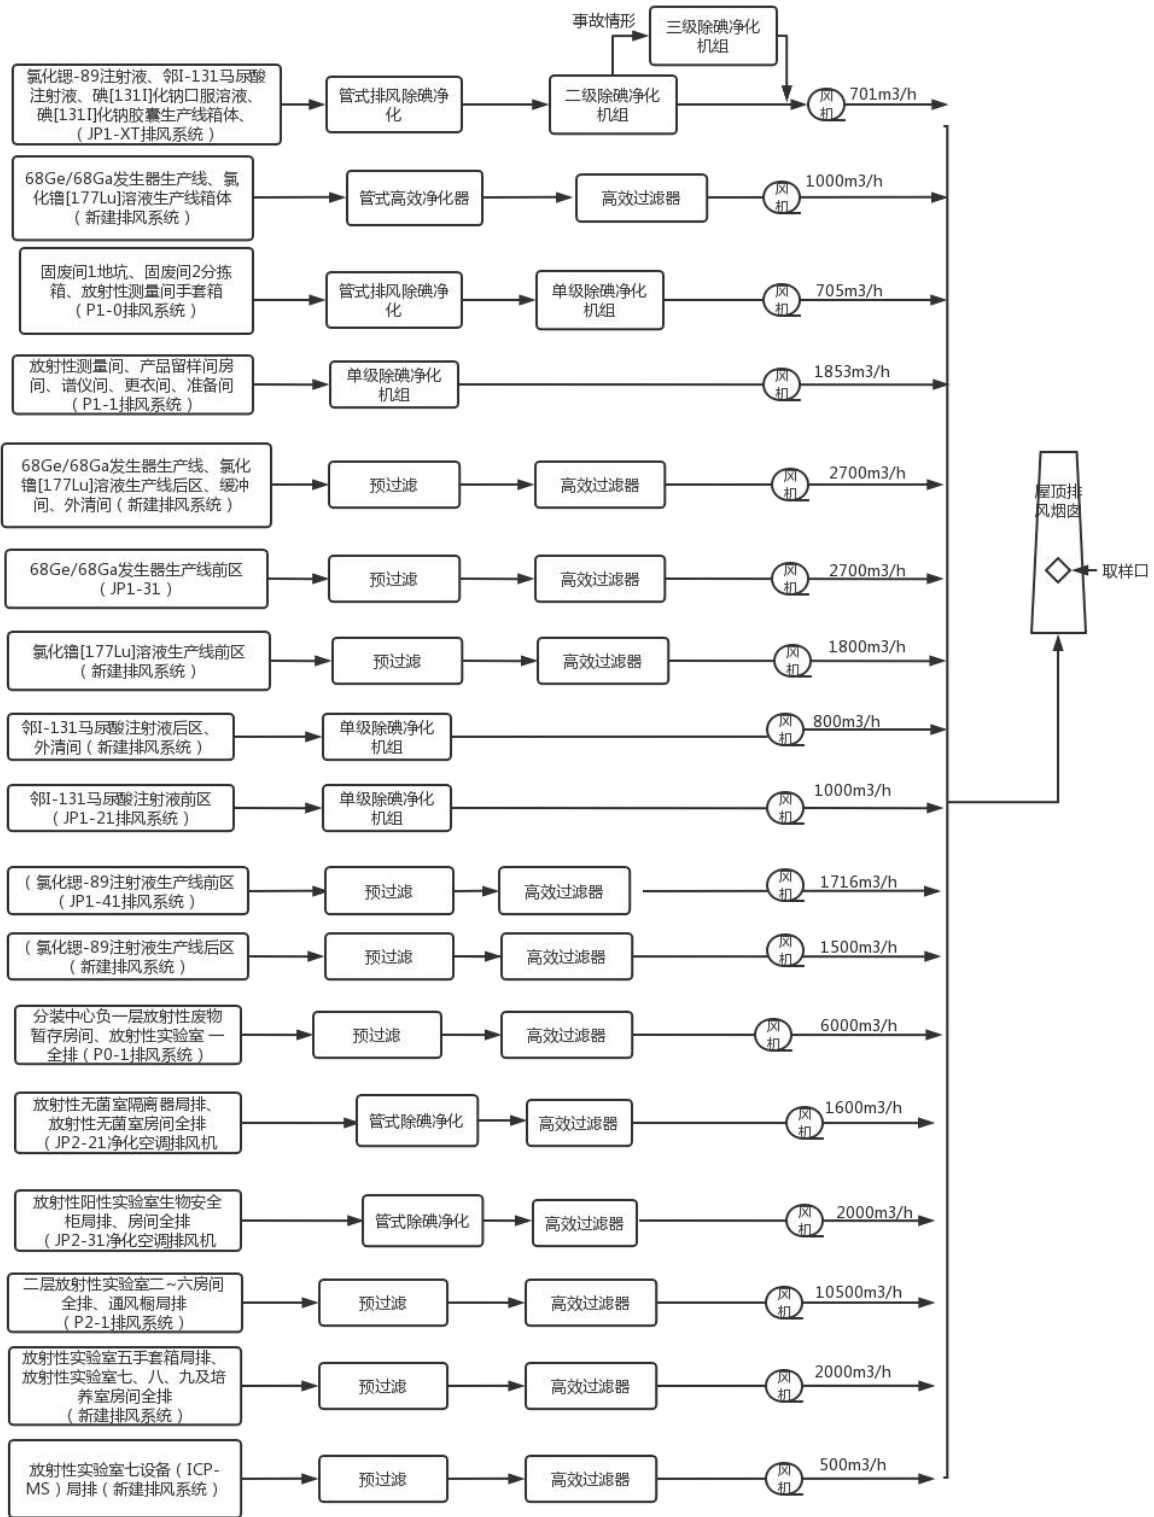 事故情形
三级除碘净化
机组
氯化锶-89注射液、邻I-131马尿酸
注射液、碘[131I]化钠口服溶液、
碘[131I]化钠胶囊生产线箱体、
（JP1-XT排风系统）
管式排风除碘净
化
二级除碘净化
机组
风
机
701m3/h
68Ge/68Ga发生器生产线、氯
化镥[177Lu]溶液生产线箱体
（新建排风系统）
管式高效净化器
高效过滤器
风
机
1000m3/h
固废间1地坑、固废间2分拣
箱、放射性测量间手套箱
（P1-0排风系统）
管式排风除碘净
化
单级除碘净化
机组
风
机
705m3/h
放射性测量间、产品留样间房
间、谱仪间、更衣间、准备间
（P1-1排风系统）
单级除碘净化
机组
风
机
1853m3/h
68Ge/68Ga发生器生产线、氯化
镥[177Lu]溶液生产线后区、缓冲
间、外清间（新建排风系统）
预过滤
高效过滤器
风
机
2700m3/h
屋顶排
风烟囱
取样口
68Ge/68Ga发生器生产线前区
（JP1-31）
预过滤
高效过滤器
风
机
2700m3/h
氯化镥[177Lu]溶液生产线前区
（新建排风系统）
预过滤
高效过滤器
风
机
1800m3/h
邻I-131马尿酸注射液后区、
外清间（新建排风系统）
单级除碘净化
机组
风
机
800m3/h
邻I-131马尿酸注射液前区
（JP1-21排风系统）
单级除碘净化
机组
风
机
1000m3/h
（氯化锶-89注射液生产线前区
（JP1-41排风系统）
预过滤
高效过滤器
风
机
1716m3/h
（氯化锶-89注射液生产线后区
（新建排风系统）
预过滤
高效过滤器
风
机
1500m3/h
分装中心负一层放射性废物
暂存房间、放射性实验室 一
全排（P0-1排风系统）
预过滤
高效过滤器
风
机
6000m3/h
放射性无菌室隔离器局排、
放射性无菌室房间全排
（JP2-21净化空调排风机
管式除碘净化
高效过滤器
风
机
1600m3/h
放射性阳性实验室生物安全
柜局排、房间全排
（JP2-31净化空调排风机
管式除碘净化
高效过滤器
风
机
2000m3/h
二层放射性实验室二~六房间
全排、通风橱局排
（P2-1排风系统）
预过滤
高效过滤器
风
机
10500m3/h
放射性实验室五手套箱局排、
放射性实验室七、八、九及培
养室房间全排
（新建排风系统）
预过滤
高效过滤器
风
机
2000m3/h
放射性实验室七设备（ICP-
MS）局排（新建排风系统）
预过滤
高效过滤器
风
机
500m3/h